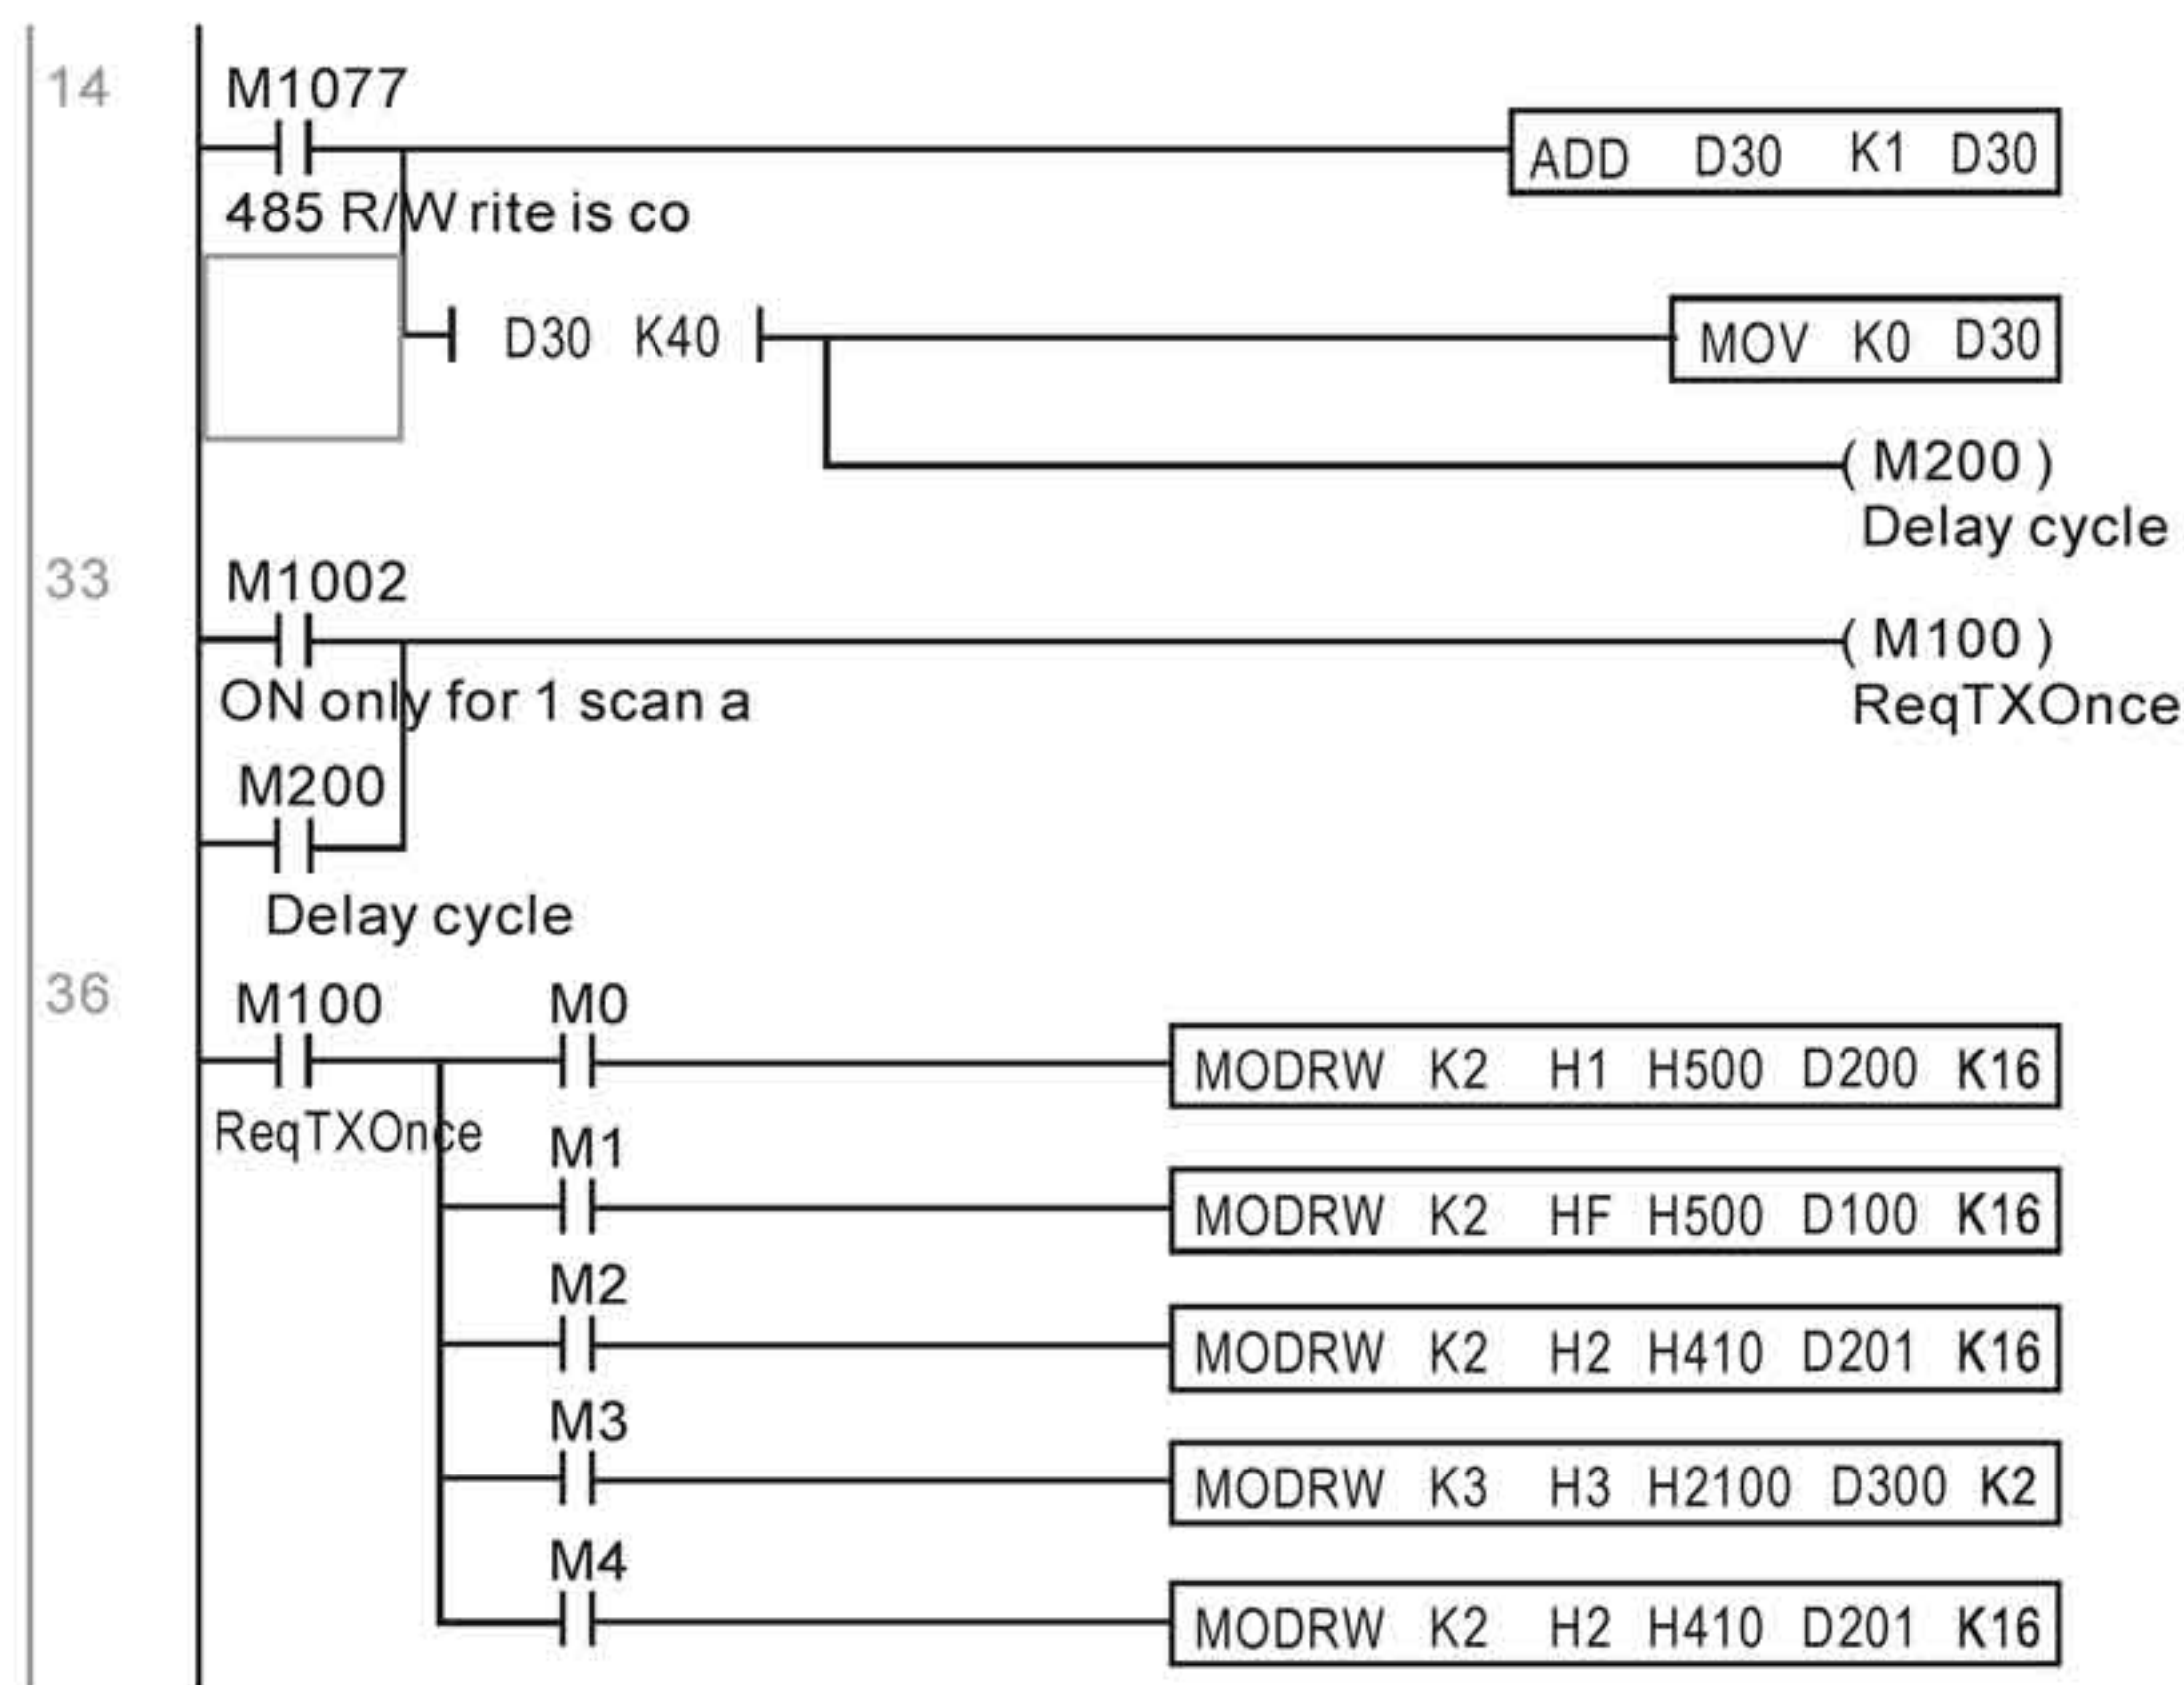 14
M1077
ADD D30 K1 D30
485 R/W rite is co
D30 K40
MOV K0 D30
( M200 )
Delay cycle
33
M1002
( M100 )
ON only for 1 scan a
ReqTXOnce
M200
Delay cycle
36
M100 M0
MODRW K2 H1 H500 D200 K16
ReqTXOnce
M1
MODRW K2 HF H500 D100 K16
M2
MODRW K2 H2 H410 D201 K16
M3
MODRW K3 H3 H2100 D300 K2
M4
MODRW K2 H2 H410 D201 K16